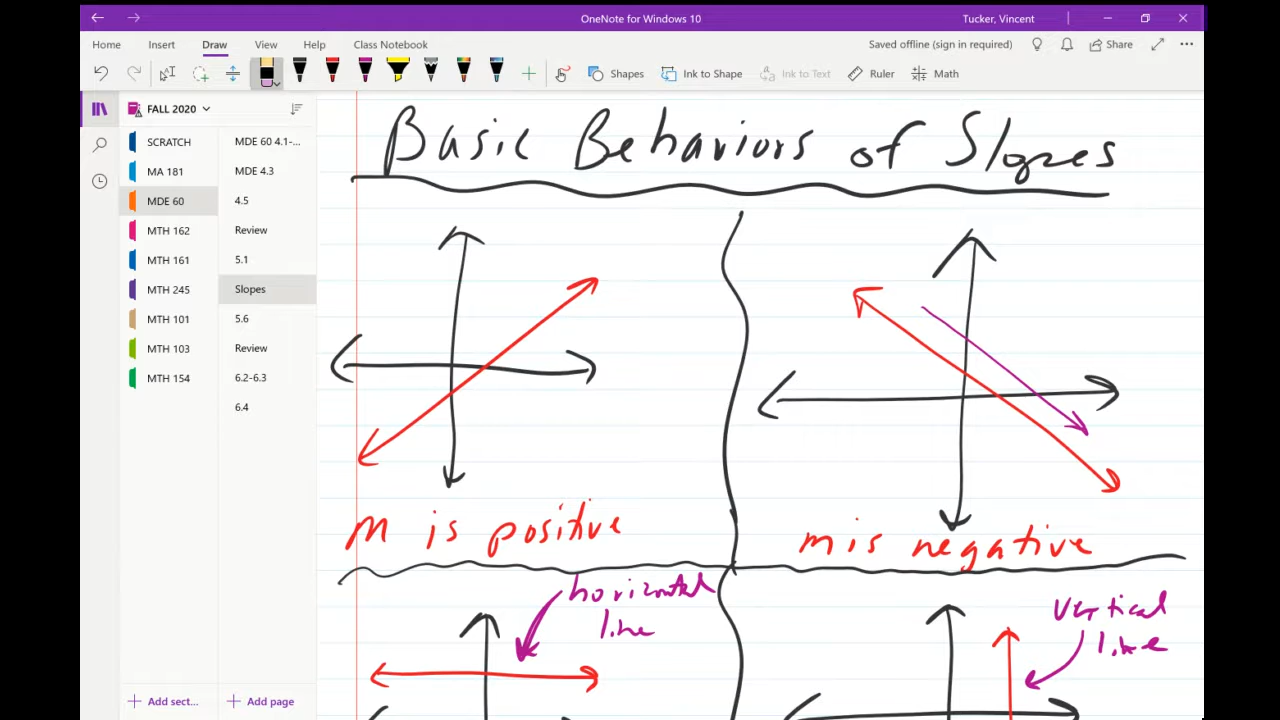 OneNote for Windows 10
Tucker, Vincent
Home Insert Draw View Help Class Notebook
Saved offline (sign in required)
Share
Shapes
Ink to Shape
Ink to Text
Ruler
Math
FALL 2020
SCRATCH
MA 181
MDE 60
MTH 162
MTH 161
MTH 245
MTH 101
MTH 103
MTH 154
Add sect...
MDE 60 4.1-...
MDE 4.3
4.5
Review
5.1
Slopes
5.6
Review
6.2-6.3
6.4
Add page
Basic Behaviors of Slopes
m is positive
m is negative
horizontal
line
vertical
line